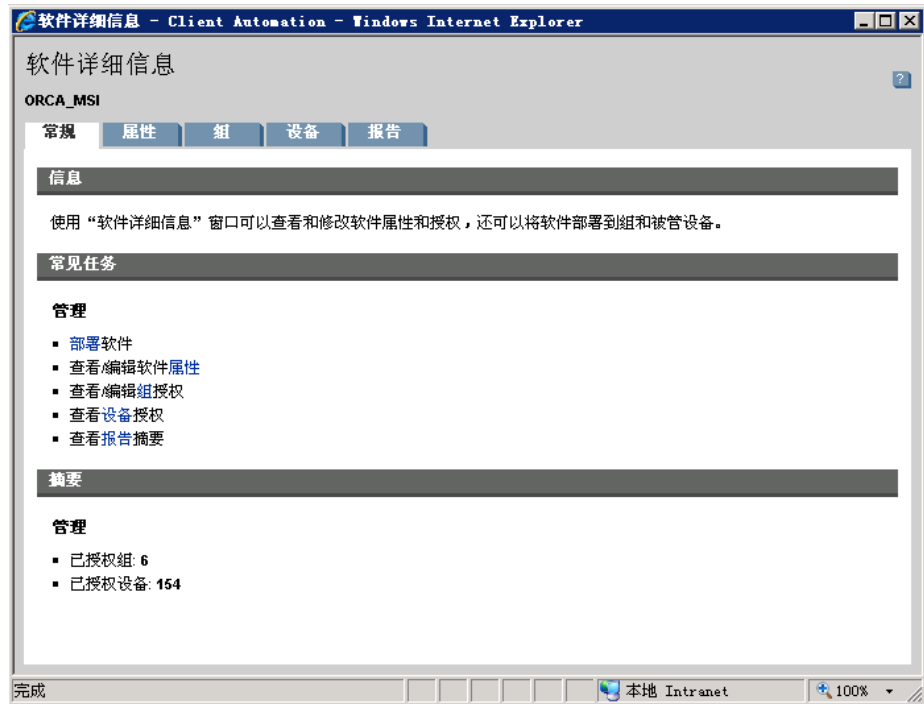 软件详细信息 - Client Automation - Windows Internet Explorer
软件详细信息
?
ORCA_MSI
常规 属性 组 设备 报告
信息
使用“软件详细信息”窗口可以查看和修改软件属性和授权，还可以将软件部署到组和被管设备。
常见任务
管理
部署软件
查看/编辑软件属性
查看/编辑组授权
查看设备授权
查看报告摘要
摘要
管理
已授权组: 6
已授权设备: 154
完成 本地 Intranet 100%